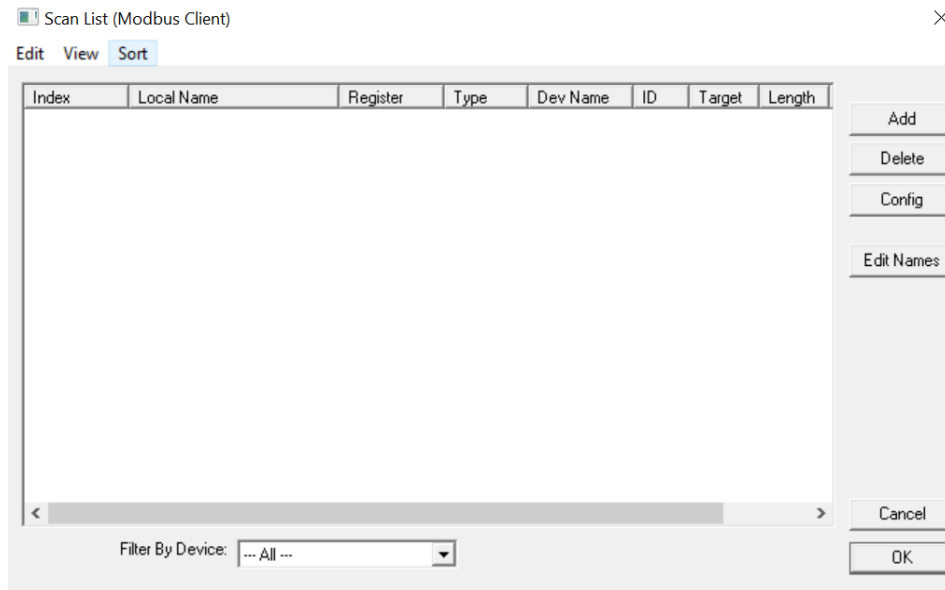 Scan List (Modbus Client)
Edit View Sort
Index Local Name Register Type Dev Name ID Target Length
Add
Delete
Config
Edit Names
Cancel
Filter By Device: --- All ---
OK